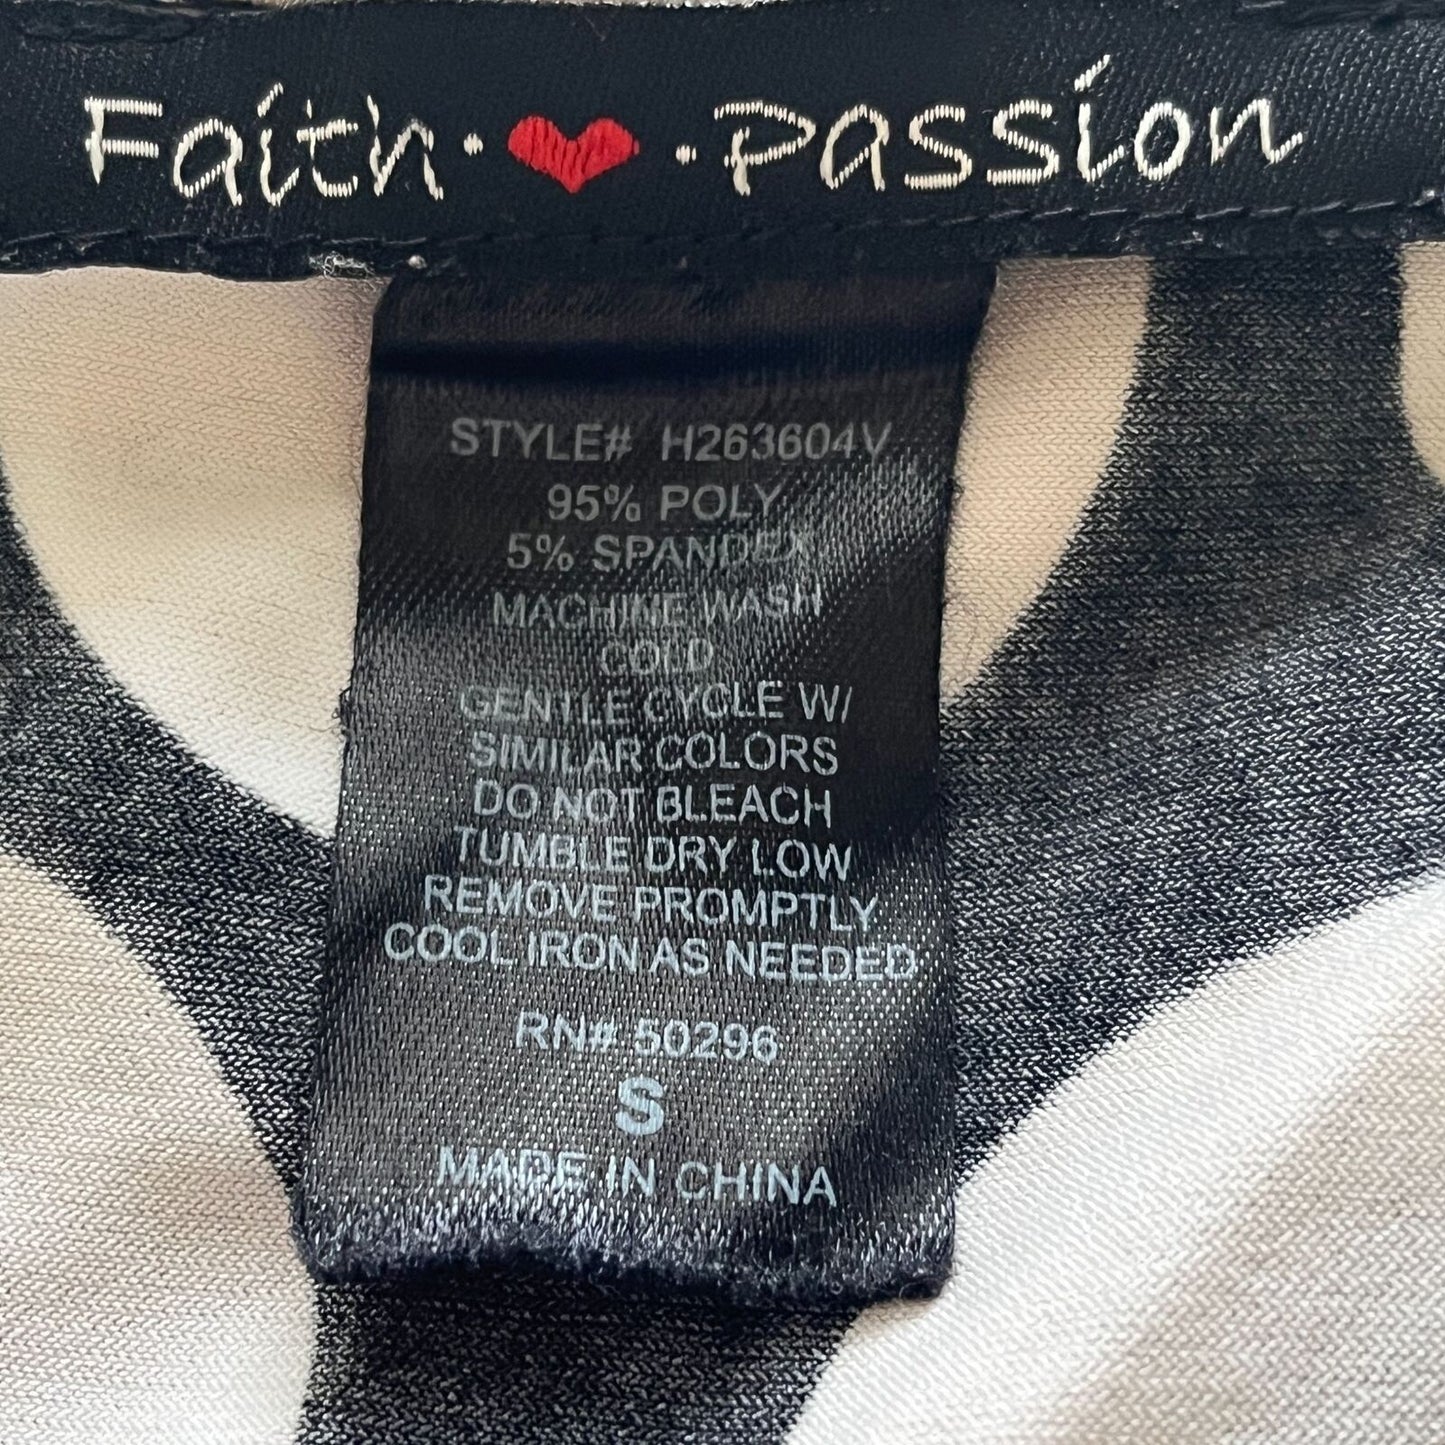 Faith·❤·Passion
STYLE# H263604V
95% POLY
5% SPANDEX
MACHINE WASH
COLD
GENTLE CYCLE W/
SIMILAR COLORS
DO NOT BLEACH
TUMBLE DRY LOW
REMOVE PROMPTLY
COOL IRON AS NEEDED
RN# 50296
S
MADE IN CHINA